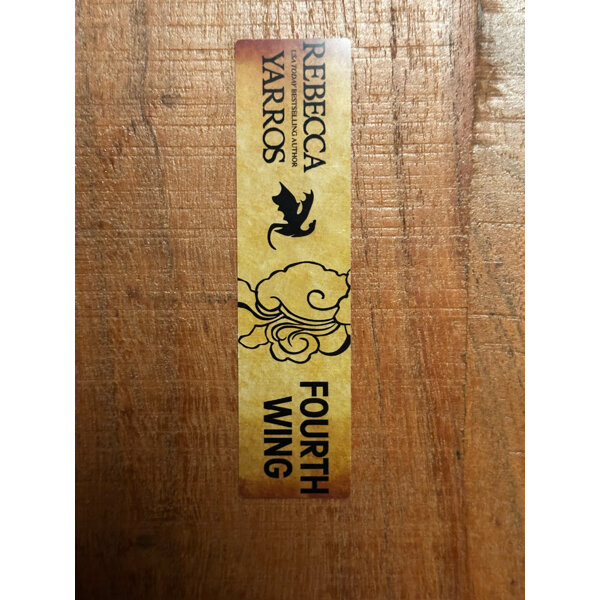 REBECCA
USA TODAY BESTSELLING AUTHOR
YARROS
FOURTH
WING